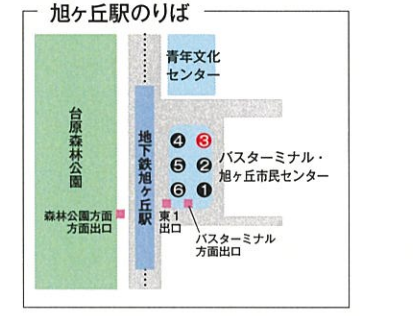 旭ヶ丘駅のりば
青年文化
センター
台原森林公園
地下鉄旭ヶ丘駅
④ ❸
⑤ ②
⑥ ①
バスターミナル・
旭ヶ丘市民センター
森林公園方面
方面出口
東1
出口
バスターミナル
方面出口